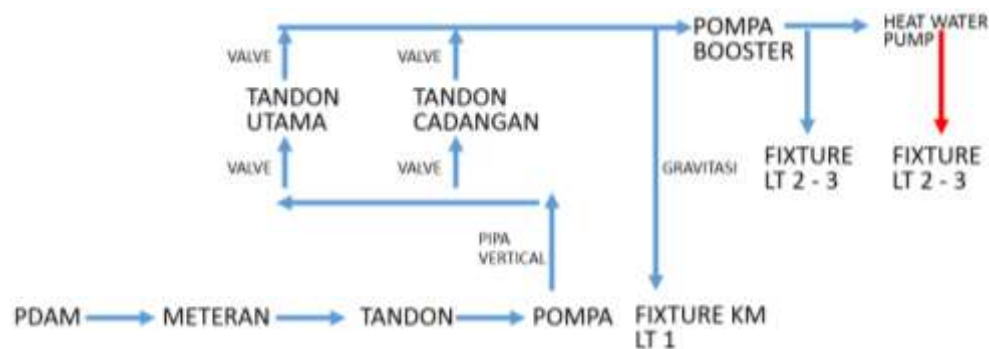 POMPA
BOOSTER
HEAT WATER
PUMP
VALVE
VALVE
TANDON
UTAMA
TANDON
CADANGAN
VALVE
VALVE
GRAVITASI
FIXTURE
LT 2 - 3
FIXTURE
LT 2 - 3
PIPA
VERTICAL
PDAM
METERAN
TANDON
POMPA
FIXTURE KM
LT 1